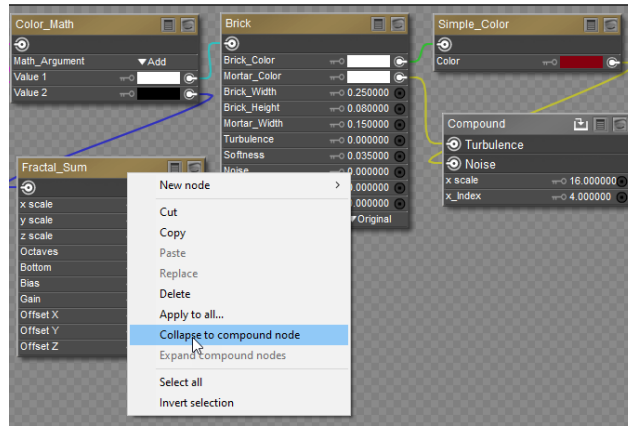 Color_Math
Math_Argument ▼Add
Value 1
Value 2
Brick
Brick_Color
Mortar_Color
Brick_Width 0.250000
Brick_Height 0.080000
Mortar_Width 0.150000
Turbulence 0.000000
Softness 0.035000
Noise 0.000000
0.000000
▼Original
Simple_Color
Color
Compound
Turbulence
Noise
x scale 16.000000
x_Index 4.000000
Fractal_Sum
x scale
y scale
z scale
Octaves
Bottom
Bias
Gain
Offset X
Offset Y
Offset Z
New node >
Cut
Copy
Paste
Replace
Delete
Apply to all...
Collapse to compound node
Expand compound nodes
Select all
Invert selection